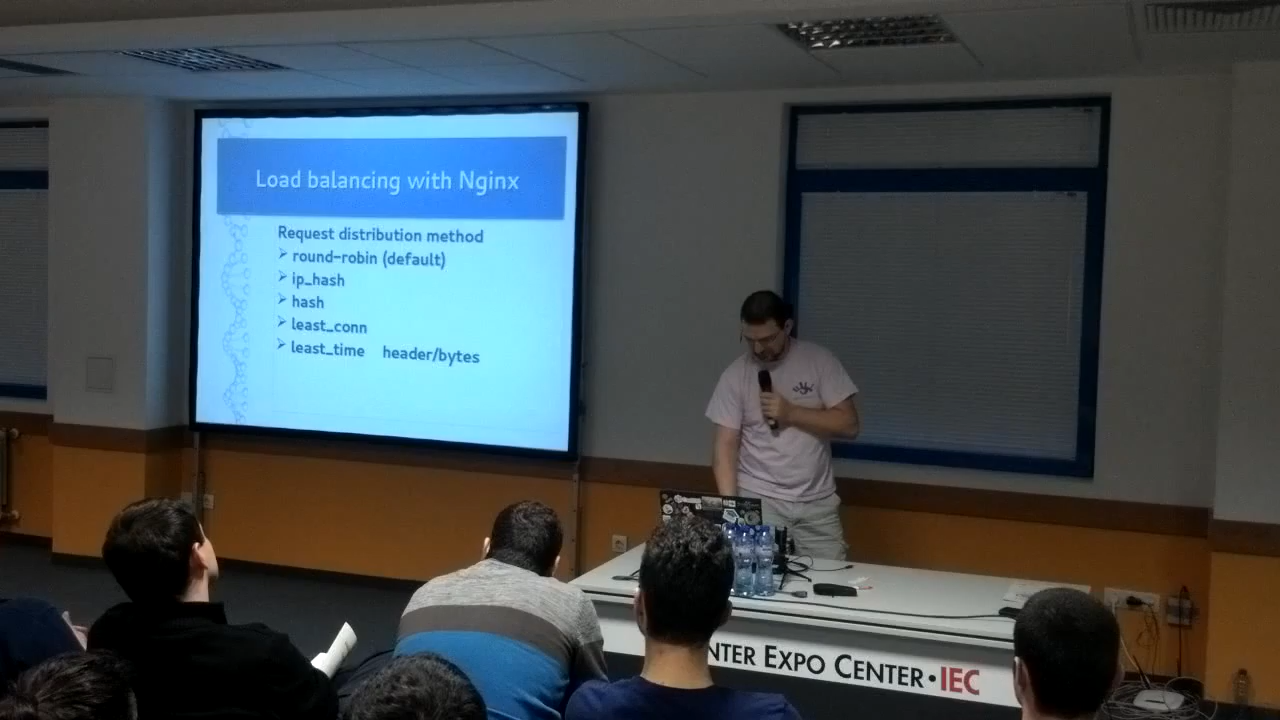 Load balancing with Nginx
Request distribution method
➢ round-robin (default)
➢ ip_hash
➢ hash
➢ least_conn
➢ least_time header/bytes
NTER EXPO CENTER·IEC